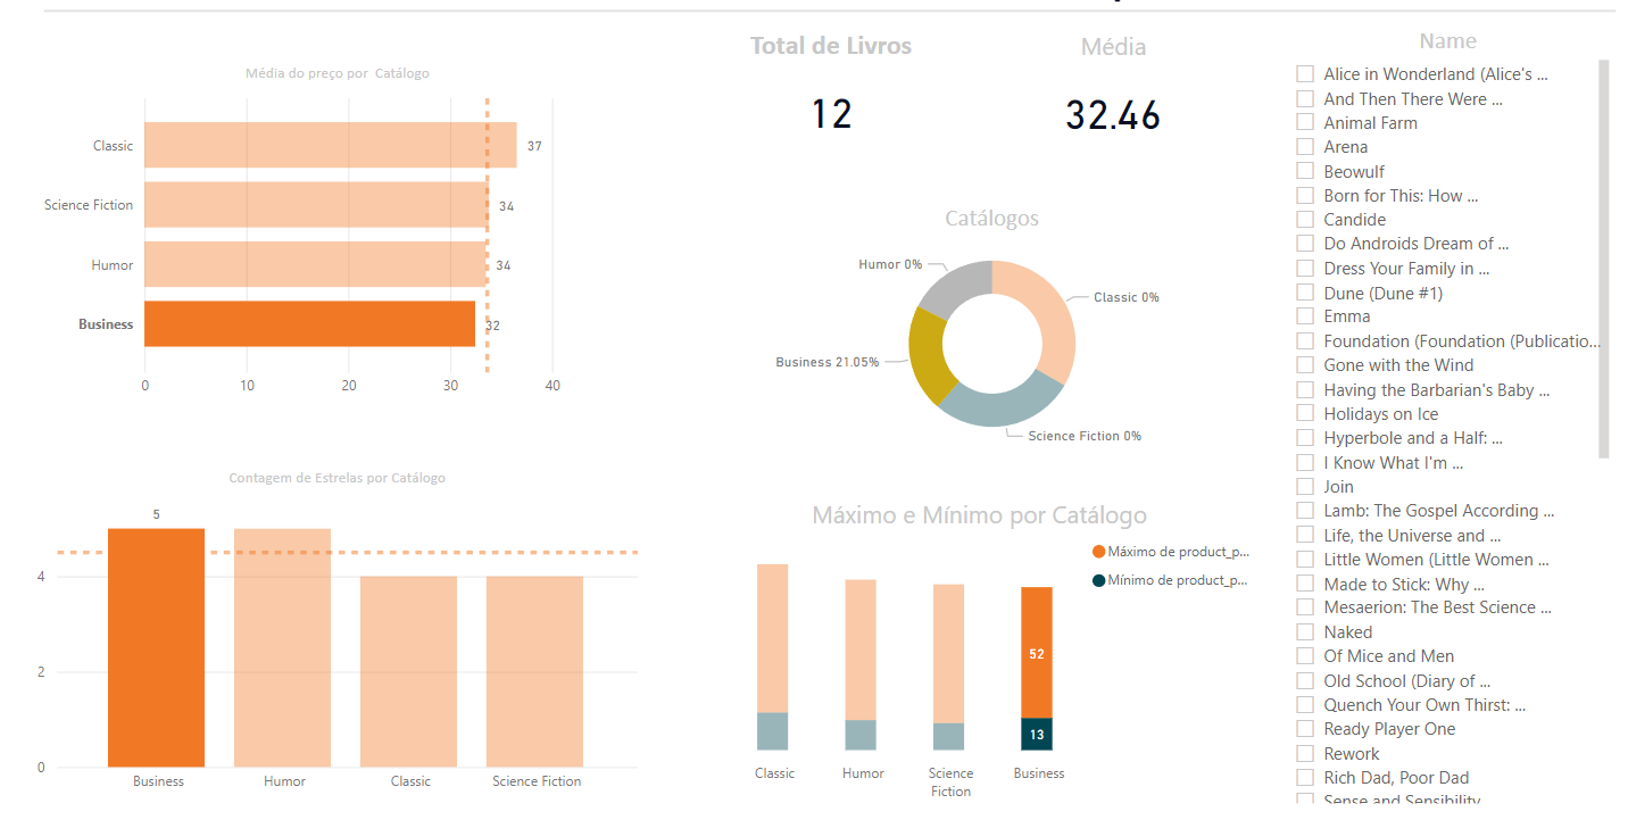 Média do preço por Catálogo
Classic
37
Science Fiction
34
Humor
34
Business
32
0 10 20 30 40
Contagem de Estrelas por Catálogo
5
4
2
0
Business Humor Classic Science Fiction
Total de Livros
12
Média
32.46
Catálogos
Humor 0%
Classic 0%
Business 21.05%
Science Fiction 0%
Máximo e Mínimo por Catálogo
Máximo de product_p...
Mínimo de product_p...
52
13
Classic Humor Science Business
Fiction
Name
Alice in Wonderland (Alice's ...
And Then There Were ...
Animal Farm
Arena
Beowulf
Born for This: How ...
Candide
Do Androids Dream of ...
Dress Your Family in ...
Dune (Dune #1)
Emma
Foundation (Foundation (Publicatio...
Gone with the Wind
Having the Barbarian's Baby ...
Holidays on Ice
Hyperbole and a Half: ...
I Know What I'm ...
Join
Lamb: The Gospel According ...
Life, the Universe and ...
Little Women (Little Women ...
Made to Stick: Why ...
Mesaerion: The Best Science ...
Naked
Of Mice and Men
Old School (Diary of ...
Quench Your Own Thirst: ...
Ready Player One
Rework
Rich Dad, Poor Dad
Sense and Sensibility